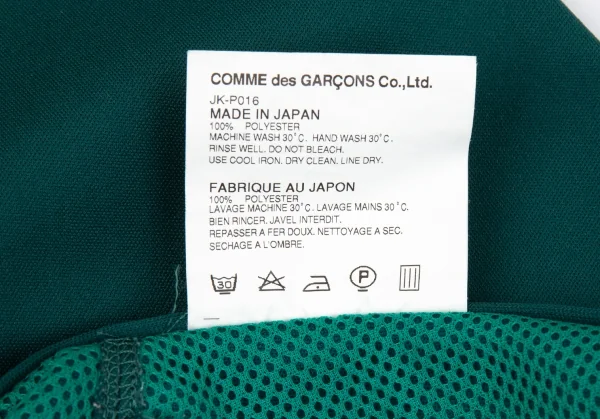 COMME des GARÇONS Co.,Ltd.
JK-P016
MADE IN JAPAN
100% POLYESTER
MACHINE WASH 30°C. HAND WASH 30°C.
RINSE WELL. DO NOT BLEACH.
USE COOL IRON. DRY CLEAN. LINE DRY.
FABRIQUE AU JAPON
100% POLYESTER
LAVAGE MACHINE 30°C. LAVAGE MAINS 30°C.
BIEN RINCER. JAVEL INTERDIT.
REPASSER A FER DOUX. NETTOYAGE A SEC.
SECHAGE A L'OMBRE.
30 P